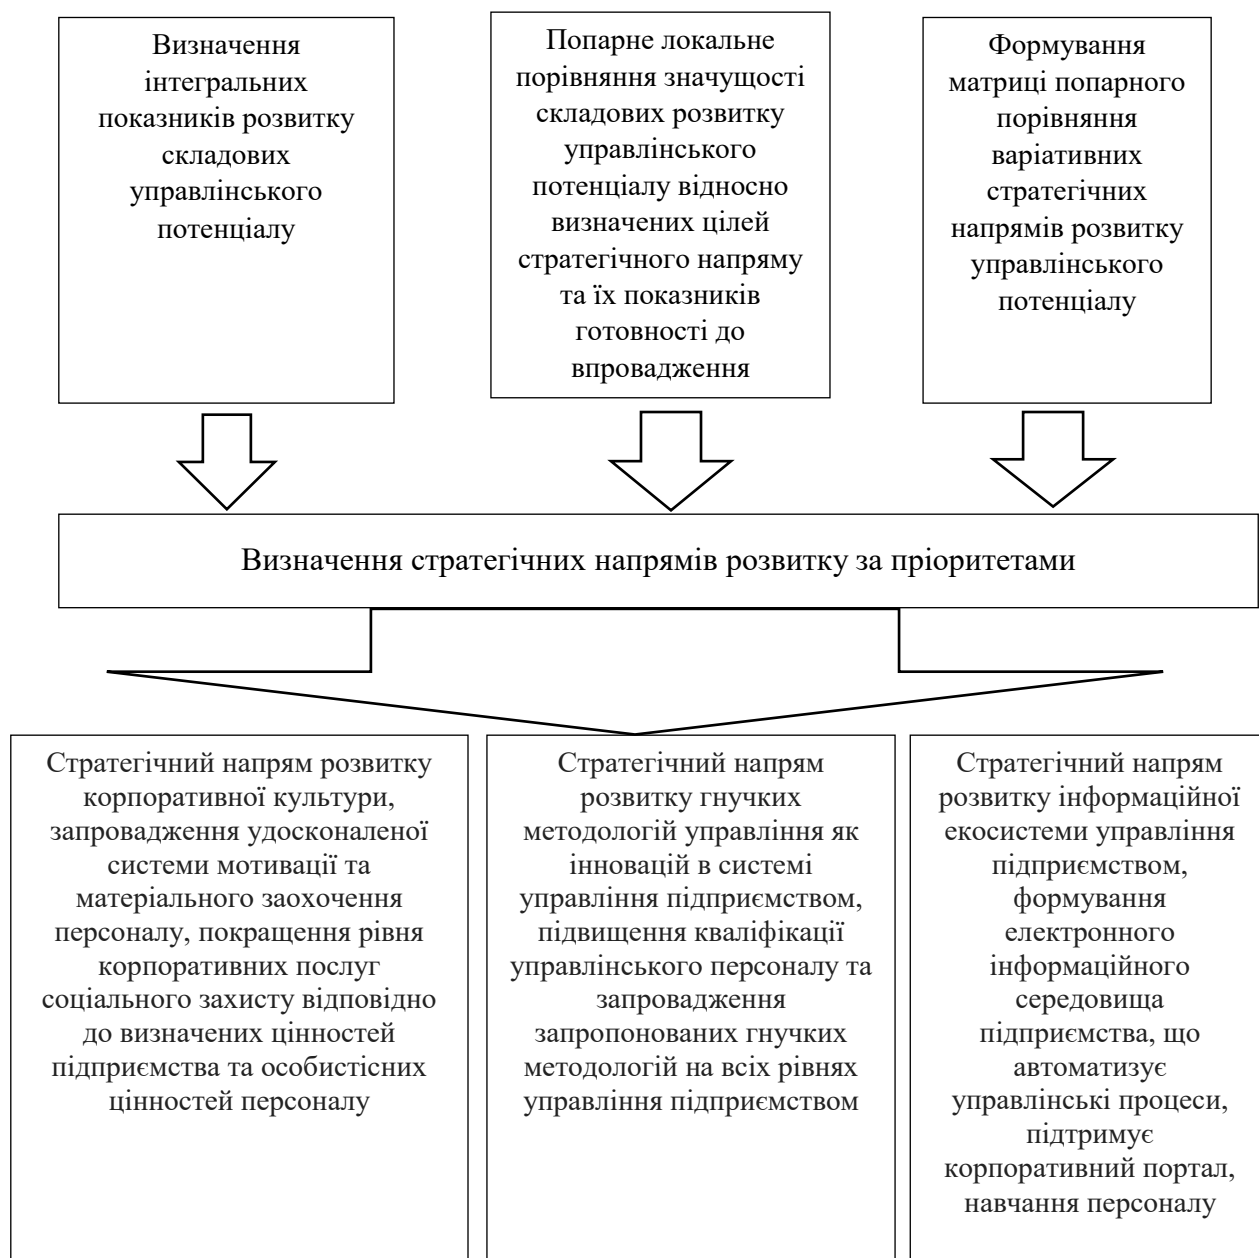 Визначення
інтегральних
показників розвитку
складових
управлінського
потенціалу
Попарне локальне
порівняння значущості
складових розвитку
управлінського
потенціалу відносно
визначених цілей
стратегічного напряму
та їх показників
готовності до
впровадження
Формування
матриці попарного
порівняння
варіативних
стратегічних
напрямів розвитку
управлінського
потенціалу
Визначення стратегічних напрямів розвитку за пріоритетами
Стратегічний напрям розвитку
корпоративної культури,
запровадження удосконаленої
системи мотивації та
матеріального заохочення
персоналу, покращення рівня
корпоративних послуг
соціального захисту відповідно
до визначених цінностей
підприємства та особистісних
цінностей персоналу
Стратегічний напрям
розвитку гнучких
методологій управління як
інновацій в системі
управління підприємством,
підвищення кваліфікації
управлінського персоналу та
запровадження
запропонованих гнучких
методологій на всіх рівнях
управління підприємством
Стратегічний напрям
розвитку інформаційної
екосистеми управління
підприємством,
формування
електронного
інформаційного
середовища
підприємства, що
автоматизує
управлінські процеси,
підтримує
корпоративний портал,
навчання персоналу